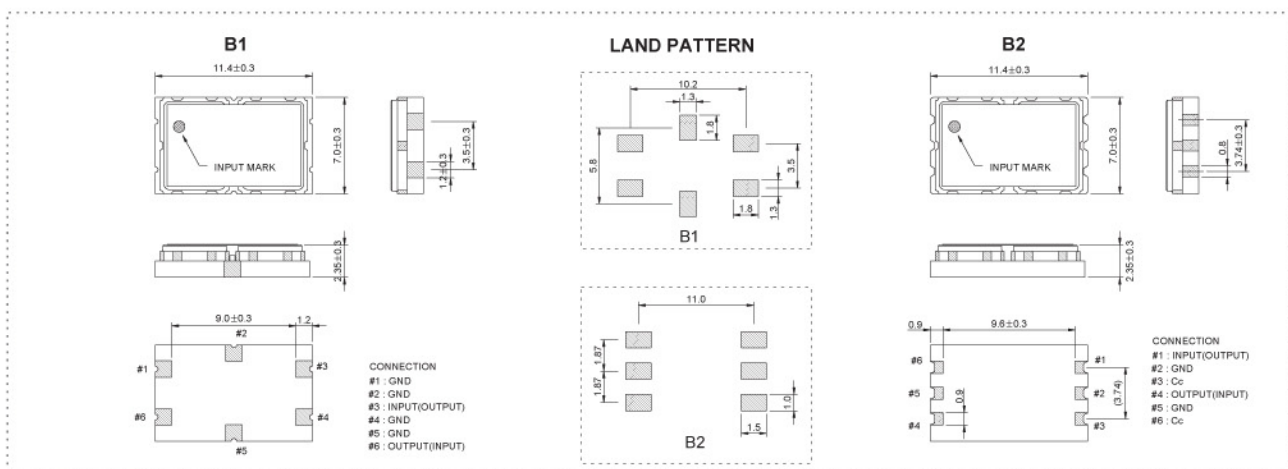 B1
11.4±0.3
7.0±0.3
INPUT MARK
3.5±0.3
1.2±0.3
2.35±0.3
9.0±0.3
1.2
#2
#1
#3
#6
#4
#5
CONNECTION
#1 : GND
#2 : GND
#3 : INPUT(OUTPUT)
#4 : GND
#5 : GND
#6 : OUTPUT(INPUT)
LAND PATTERN
10.2
1.3
1.8
5.8
3.5
1.8
1.3
B1
11.0
1.87
1.87
1.0
1.5
B2
B2
11.4±0.3
7.0±0.3
INPUT MARK
0.8
3.74±0.3
2.35±0.3
0.9
9.6±0.3
#6
#1
#5
0.9
#2
(3.74)
#4
#3
CONNECTION
#1 : INPUT(OUTPUT)
#2 : GND
#3 : Cc
#4 : OUTPUT(INPUT)
#5 : GND
#6 : Cc